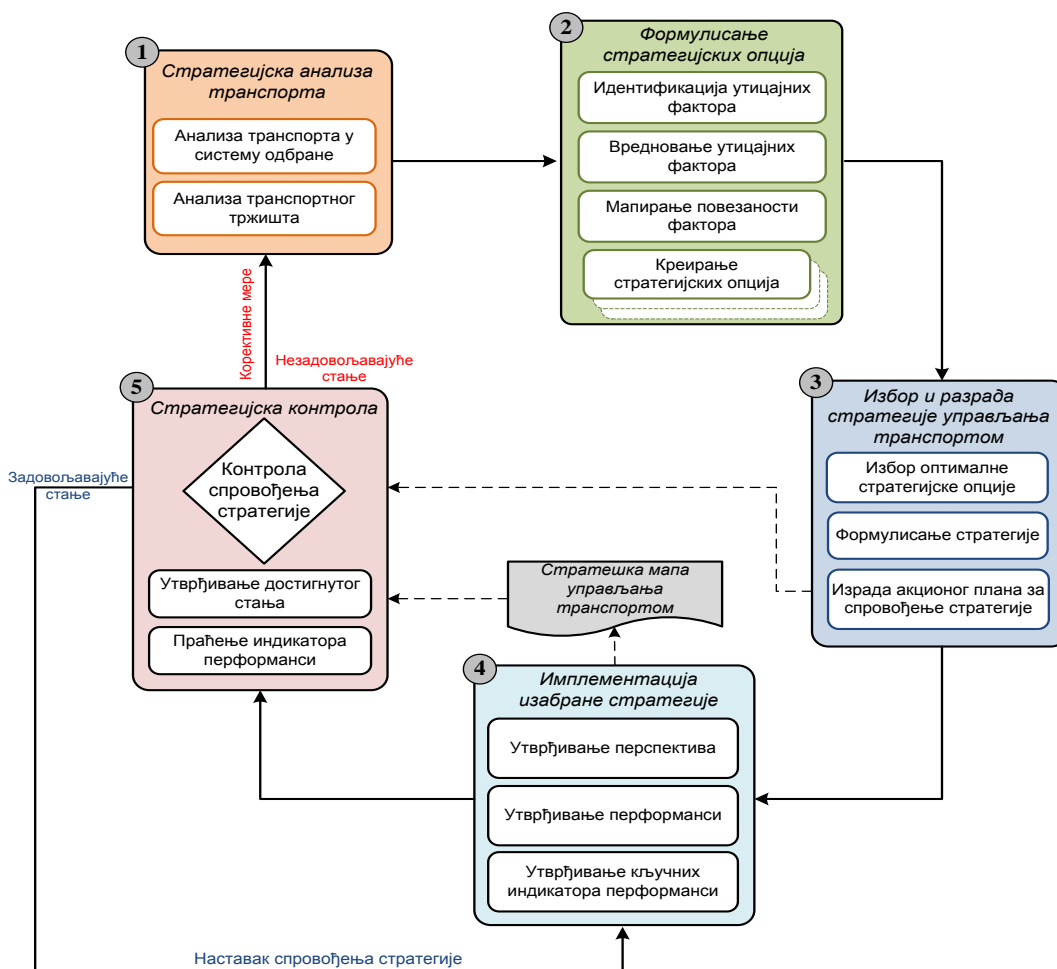 1
Стратегијска анализа
транспорта
Анализа транспорта у
систему одбране
Анализа транспортног
тржишта
2
Формулисање
стратегијских опција
Идентификација утицајних
фактора
Вредновање утицајних
фактора
Мапирање повезаности
фактора
Креирање
стратегијских опција
3
Избор и разрада
стратегије управљања
транспортом
Избор оптималне
стратегијске опције
Формулисање стратегије
Израда акционог плана за
спровођење стратегије
4
Имплементација
изабране стратегије
Утврђивање перспектива
Утврђивање перформанси
Утврђивање кључних
индикатора перформанси
Стратешка мапа
управљања
транспортом
5
Стратегијска контрола
Контрола
спровођења
стратегије
Утврђивање достигнутог
стања
Праћење индикатора
перформанси
Корективне мере
Незадовољавајуће
стање
Задовољавајуће
стање
Наставак спровођења стратегије